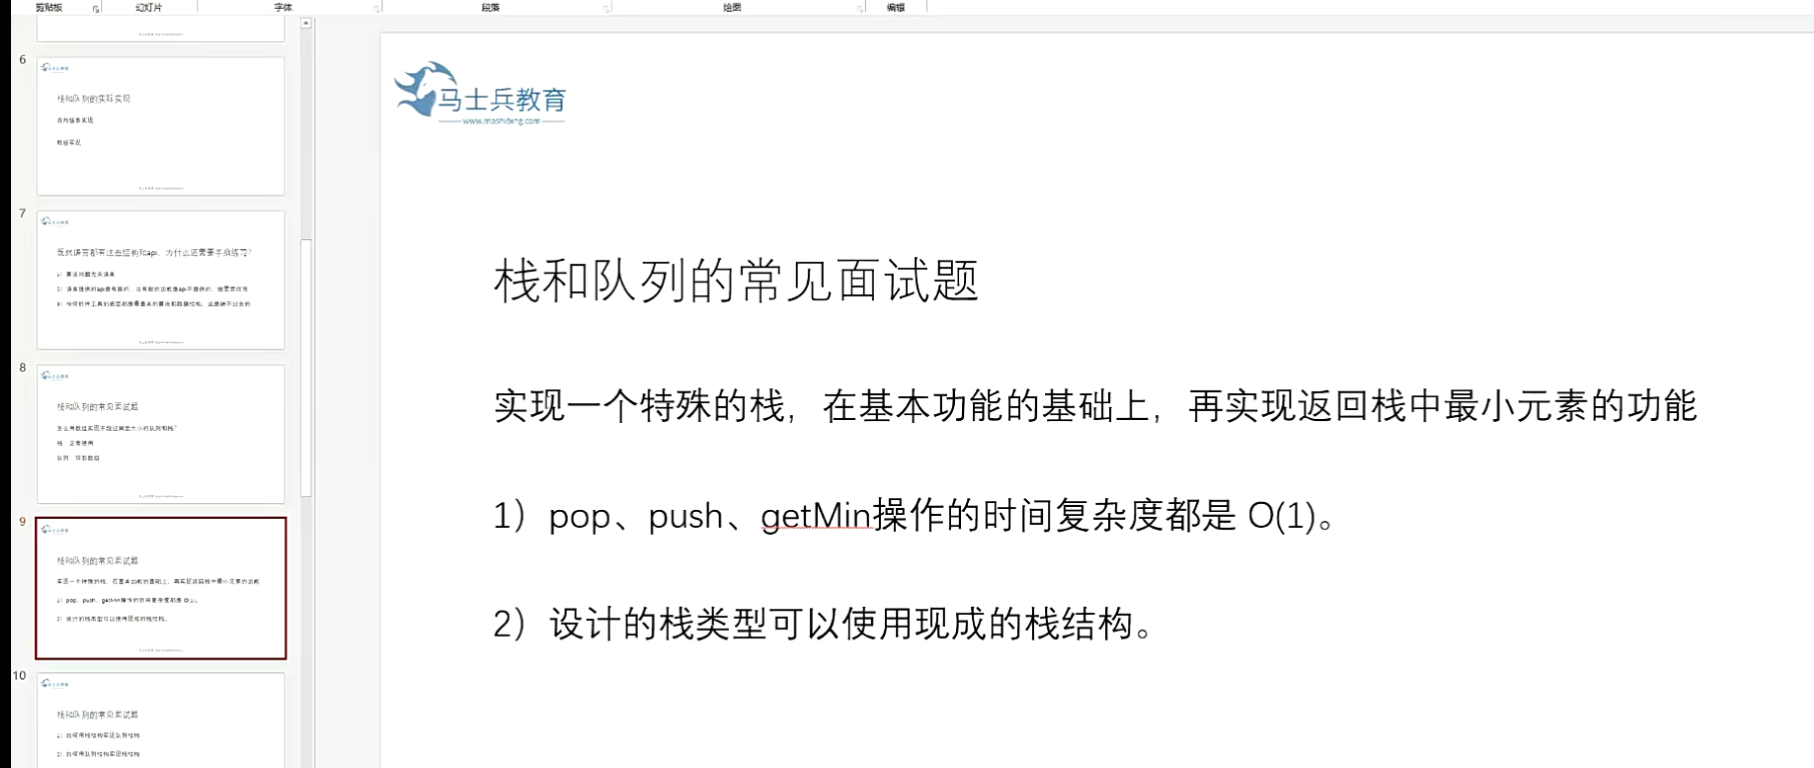 剪贴板
幻灯片
字体
段落
绘图
编辑
6
栈和队列的实际实现
双向链表实现
数组实现
7
既然语言都有这些结构和api，为什么还需要手撸练习？
1）算法问题无关语言
2）语言提供的api是有限的，当有新的功能是api不提供的，就需要改写
3）任何软件工具的底层都是最基本的算法和数据结构，这是绕不过去的
8
栈和队列的常见面试题
怎么用数组实现不超过固定大小的队列和栈？
栈：正常使用
队列：环形数组
9
栈和队列的常见面试题
实现一个特殊的栈，在基本功能的基础上，再实现返回栈中最小元素的功能
1）pop、push、getMin操作的时间复杂度都是 O(1)。
2）设计的栈类型可以使用现成的栈结构。
10
栈和队列的常见面试题
1）如何用栈结构实现队列结构
2）如何用队列结构实现栈结构
马士兵教育
www.mashibing.com
栈和队列的常见面试题
实现一个特殊的栈，在基本功能的基础上，再实现返回栈中最小元素的功能
1）pop、push、getMin操作的时间复杂度都是 O(1)。
2）设计的栈类型可以使用现成的栈结构。